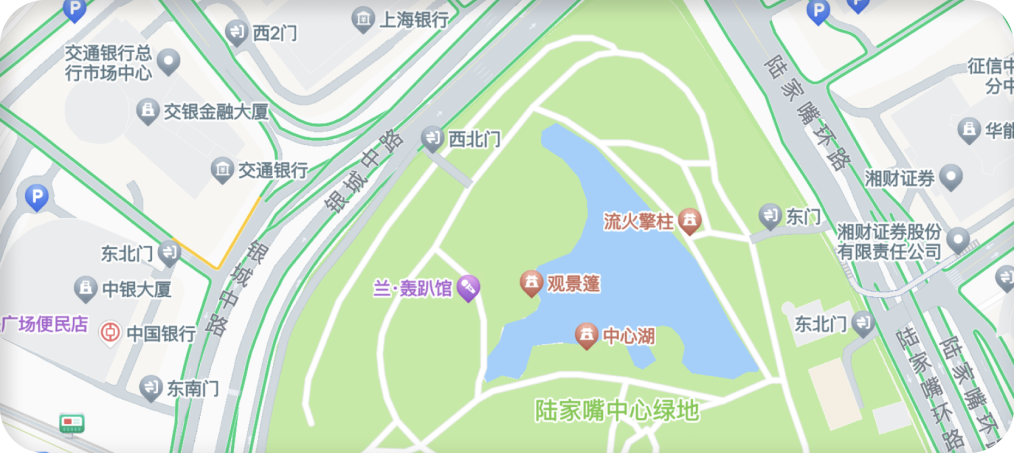 P
P
P
上海银行
西2门
交通银行总
行市场中心
陆家嘴环路
征信中
分中
交银金融大厦
华能
银城中路
西北门
交通银行
湘财证券
P
流火擎柱
东门
湘财证券股份
有限责任公司
东北门
银城中路
中银大厦
兰·轰趴馆
观景篷
广场便民店
中国银行
中心湖
东北门
陆家嘴环路
陆家嘴环
东南门
陆家嘴中心绿地